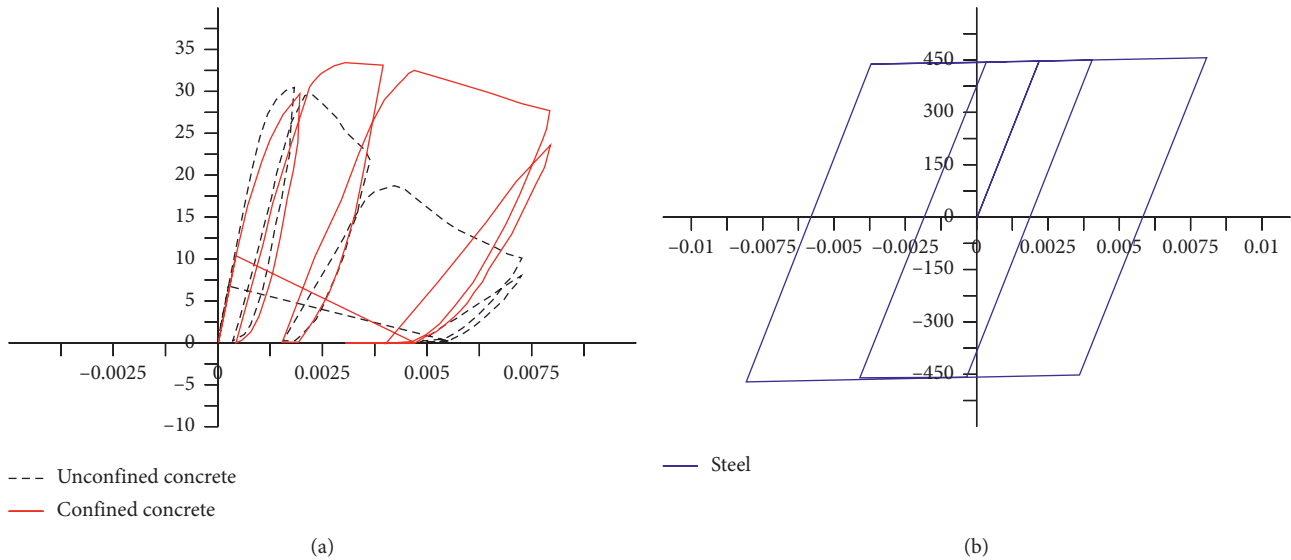 35
30
25
20
15
10
5
0
–0.0025 0 0.0025 0.005 0.0075
–5
–10
Unconfined concrete
Confined concrete
(a)
450
300
150
0
–0.01 –0.0075 –0.005 –0.0025 0 0.0025 0.005 0.0075 0.01
–150
–300
–450
Steel
(b)